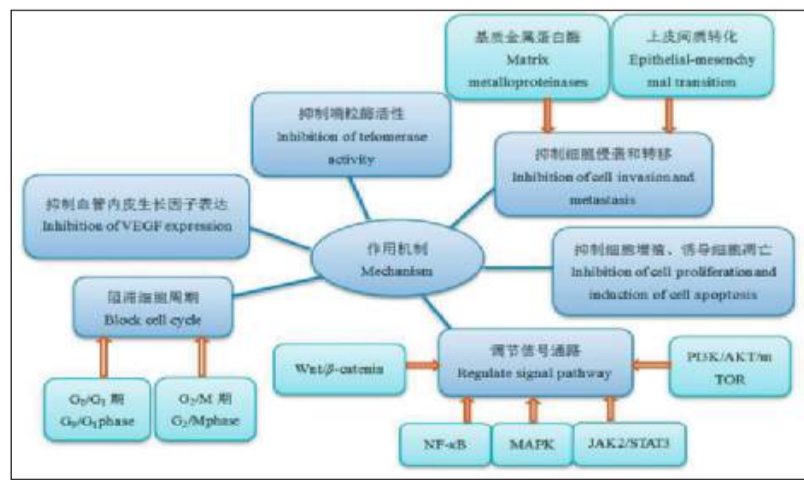 基质金属蛋白酶
Matrix
metalloproteinases
上皮间质转化
Epithelial-mesenchy
mal transition
抑制端粒酶活性
Inhibition of telomerase
activity
抑制细胞侵袭和转移
Inhibition of cell invasion and
metastasis
抑制血管内皮生长因子表达
Inhibition of VEGF expression
作用机制
Mechanism
抑制细胞增殖、诱导细胞凋亡
Inhibition of cell proliferation and
induction of cell apoptosis
阻滞细胞周期
Block cell cycle
调节信号通路
Regulate signal pathway
Wnt/β-catenin
PI3K/AKT/m
TOR
G₀/G₁ 期
G₀/G₁phase
G₂/M 期
G₂/Mphase
NF-κB
MAPK
JAK2/STAT3